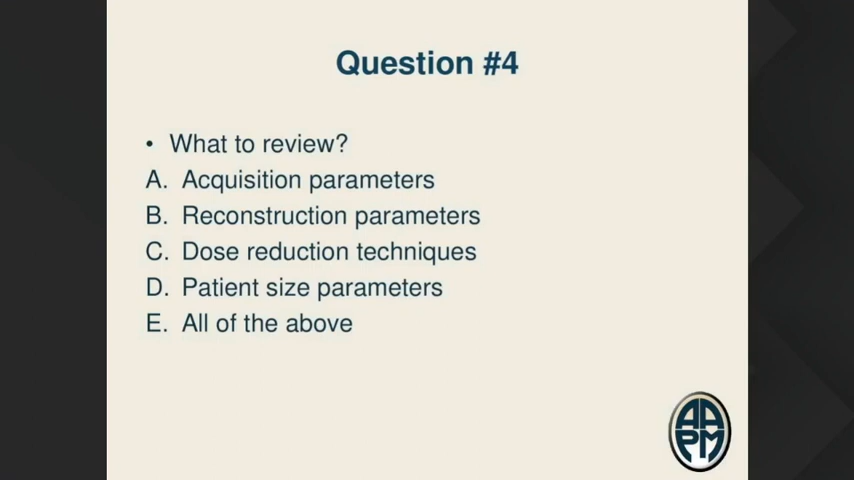 Question #4
• What to review?
A. Acquisition parameters
B. Reconstruction parameters
C. Dose reduction techniques
D. Patient size parameters
E. All of the above
AAPM